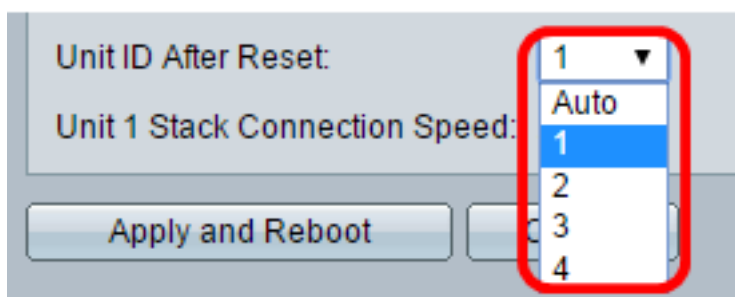 Unit ID After Reset: 1
Auto
Unit 1 Stack Connection Speed:
1
2
Apply and Reboot
3
4